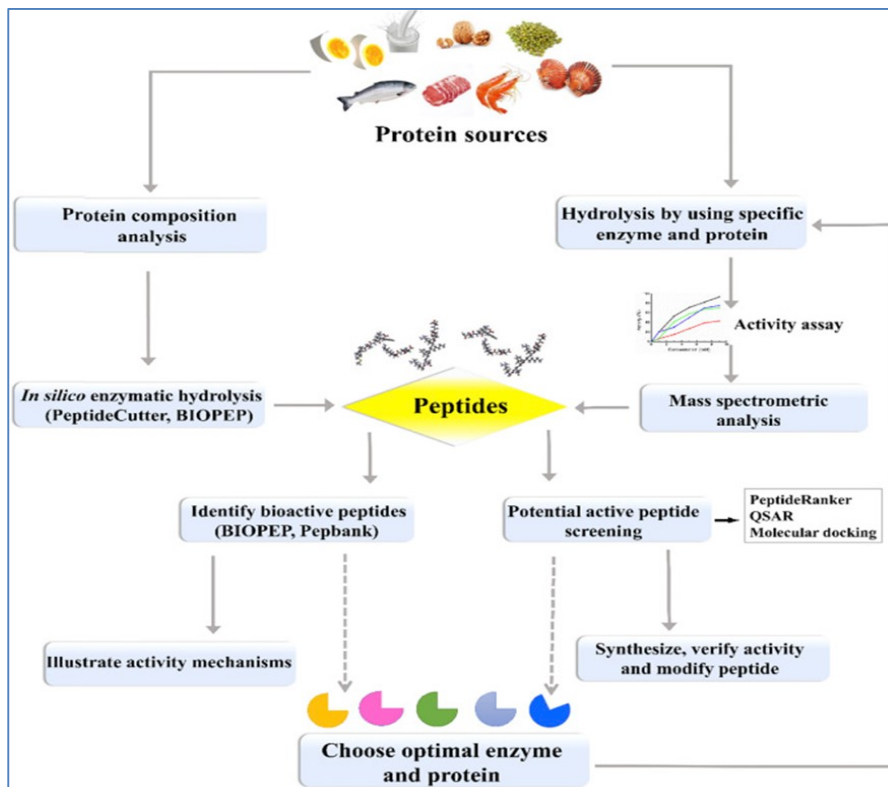 Protein sources
Protein composition
analysis
Hydrolysis by using specific
enzyme and protein
Activity assay
In silico enzymatic hydrolysis
(PeptideCutter, BIOPEP)
Peptides
Mass spectrometric
analysis
Identify bioactive peptides
(BIOPEP, Pepbank)
Potential active peptide
screening
PeptideRanker
QSAR
Molecular docking
Illustrate activity mechanisms
Synthesize, verify activity
and modify peptide
Choose optimal enzyme
and protein